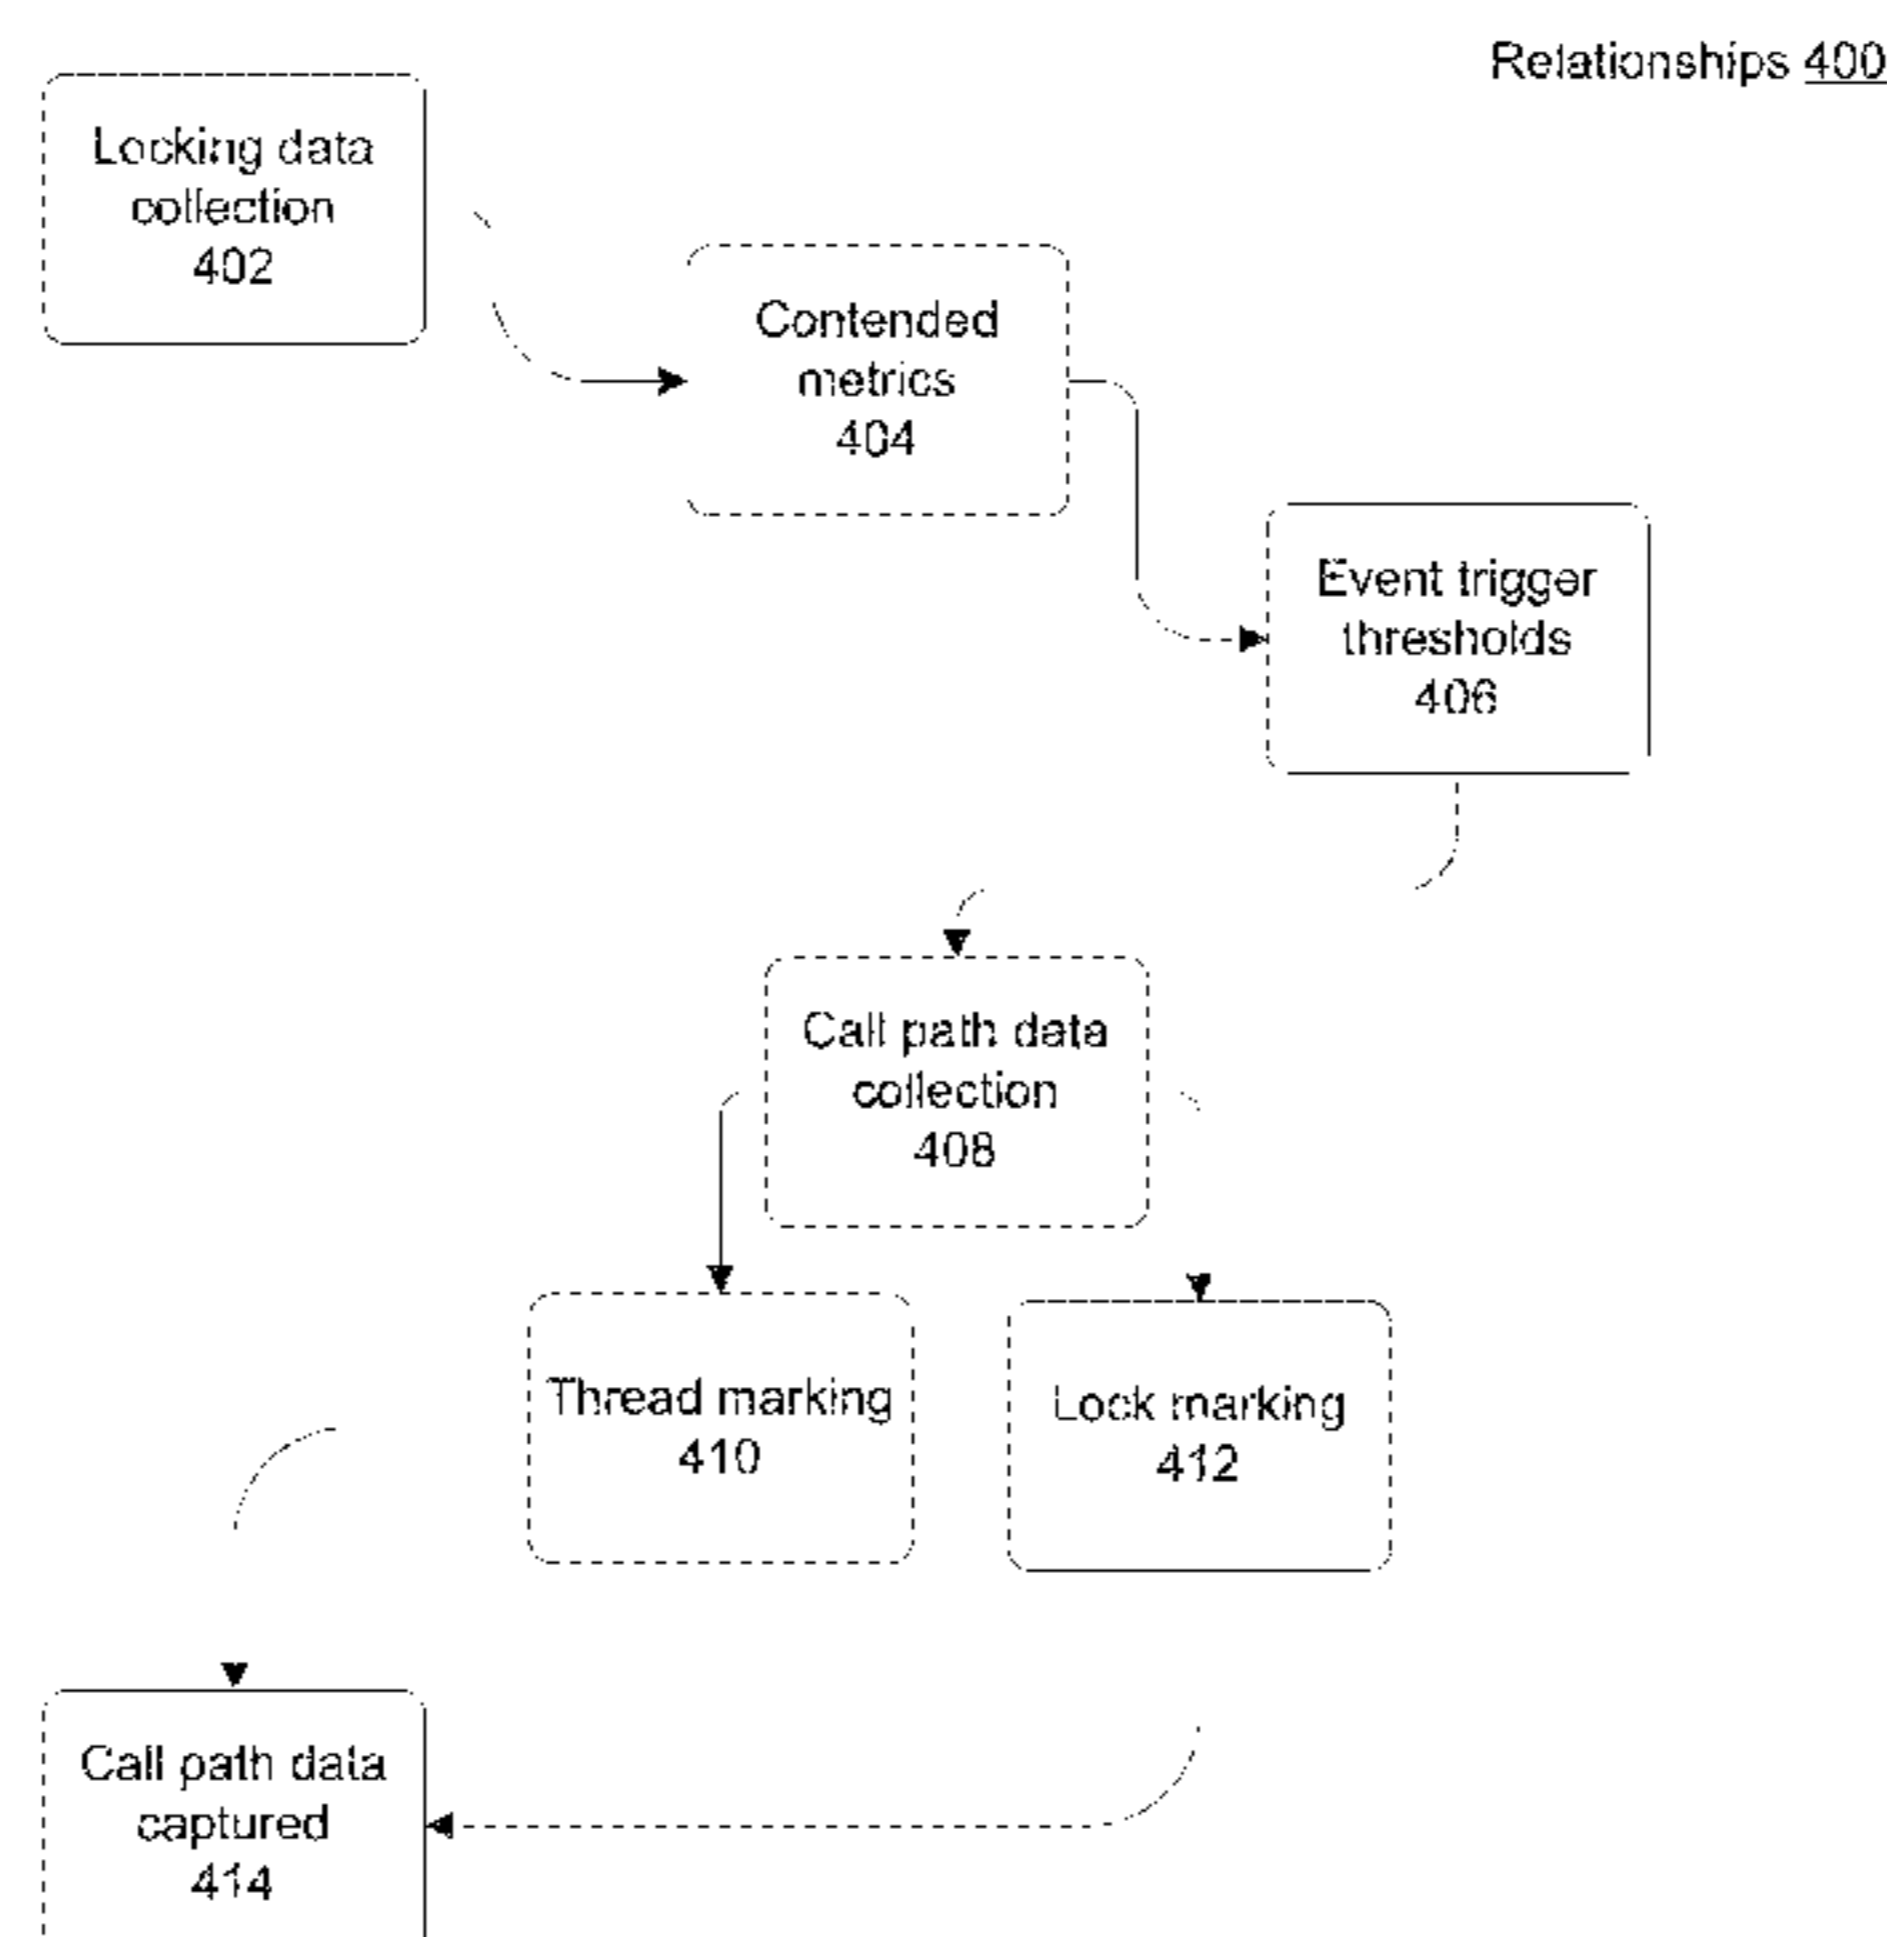 Relationships 400
Locking data
collection
402
Contended
metrics
404
Event trigger
thresholds
406
Call path data
collection
408
Thread marking
410
Lock marking
412
Call path data
captured
414